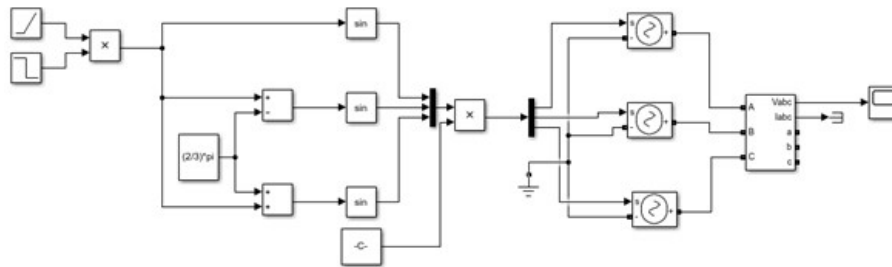 sin
s
+
-
×
+
-
sin
×
Vabc
A
Iabc
s
+
-
B
a
(2/3)*pi
b
C
c
+
+
sin
s
+
-
-C-